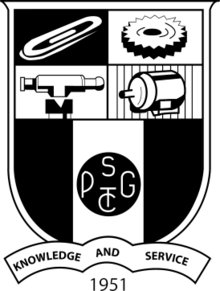 S
P T G
C
KNOWLEDGE AND SERVICE
1951